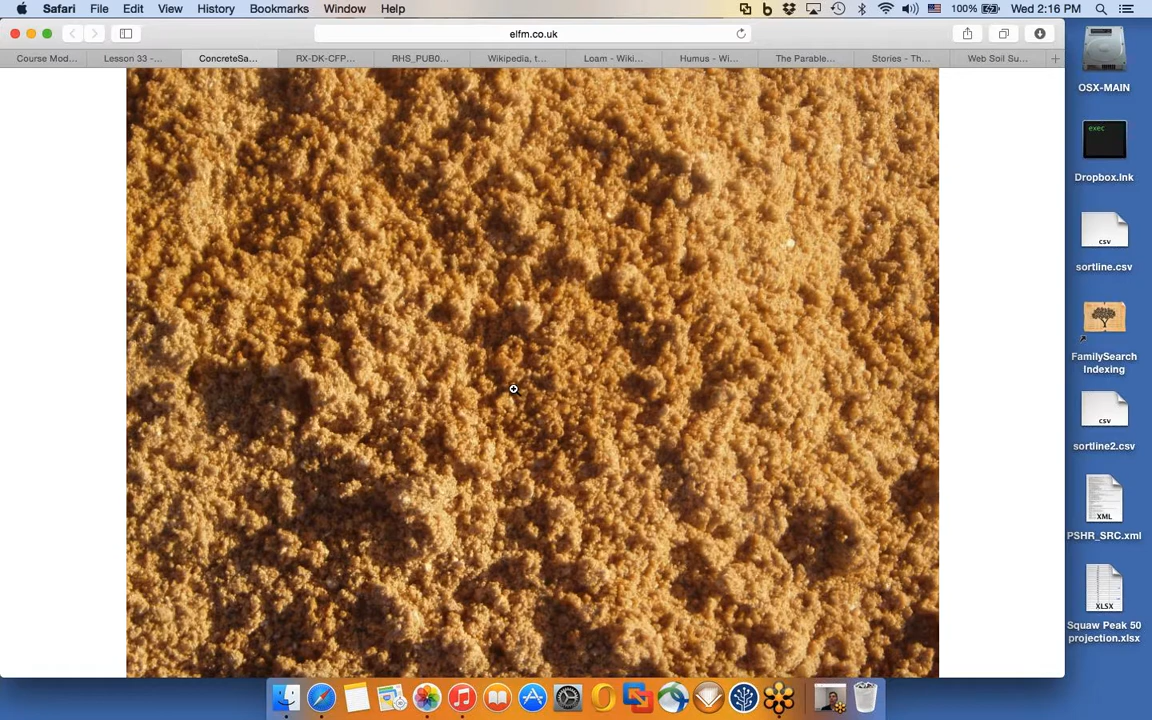 Safari File Edit View History Bookmarks Window Help 100% Wed 2:16 PM
elfm.co.uk
Course Mod... Lesson 33 -... ConcreteSa... RX-DK-CFP... RHS_PUB0... Wikipedia, t... Loam - Wiki... Humus - Wi... The Parable... Stories - Th... Web Soil Su...
OSX-MAIN
exec
Dropbox.lnk
csv
sortline.csv
FamilySearch
Indexing
csv
sortline2.csv
XML
PSHR_SRC.xml
XLSX
Squaw Peak 50
projection.xlsx